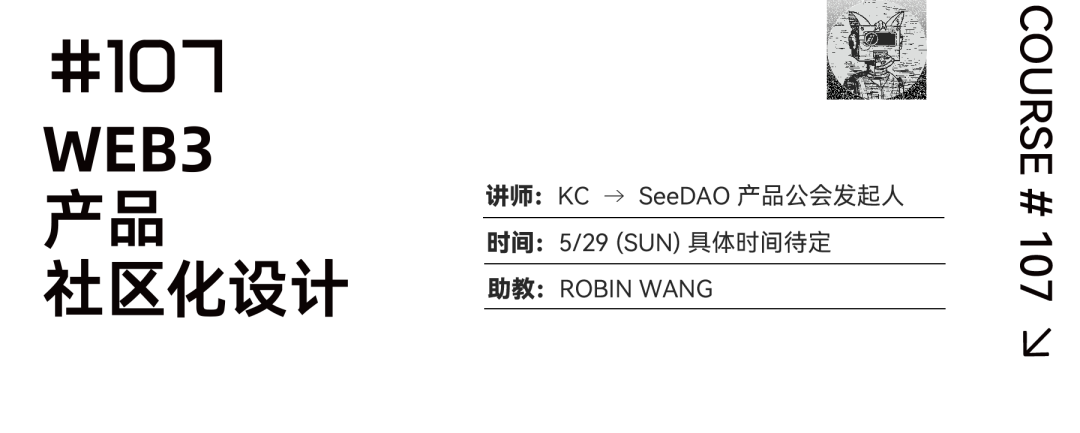 #107
WEB3
产品
社区化设计
讲师： KC → SeeDAO 产品公会发起人
时间： 5/29 (SUN) 具体时间待定
助教： ROBIN WANG
COURSE # 107 ↘